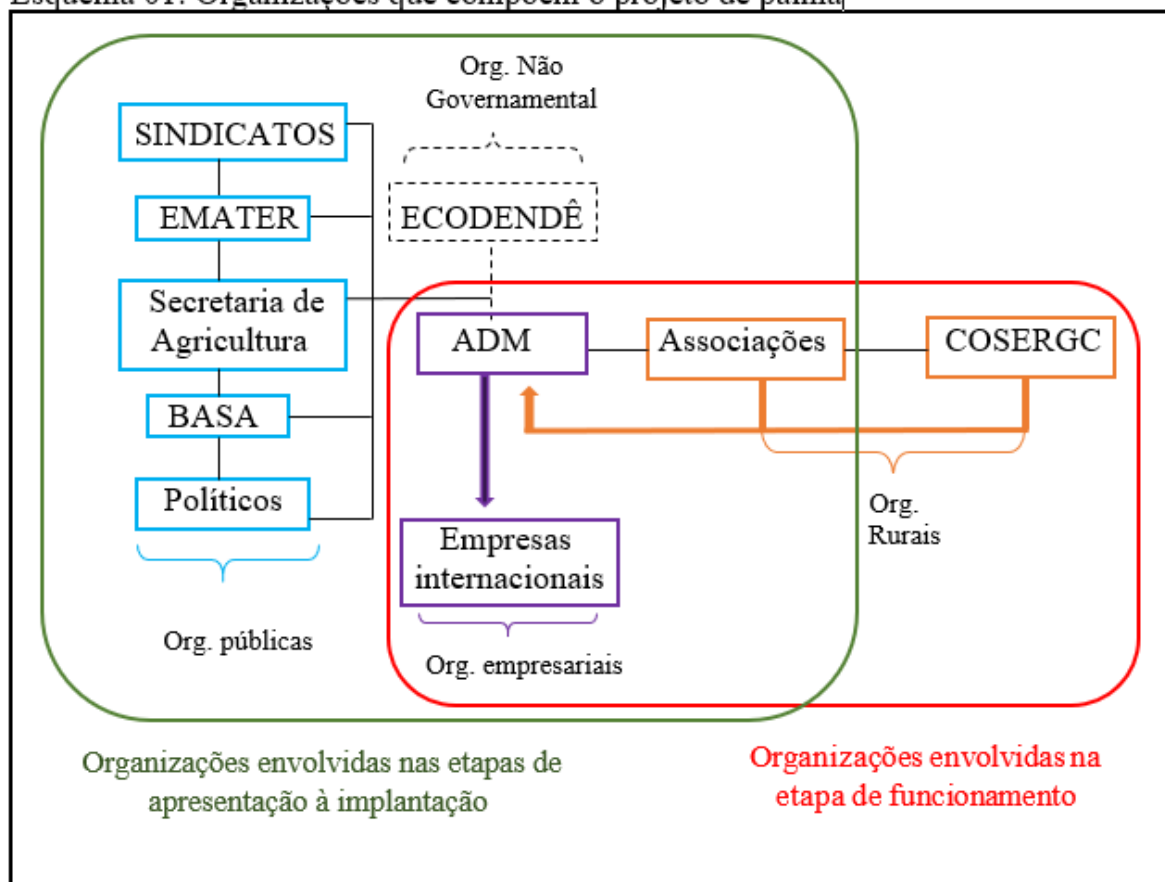 Esquema 01: Organizações que compõem o projeto de palma
Org. Não
Governamental
SINDICATOS
EMATER
ECODENDÊ
Secretaria de
Agricultura
ADM
Associações
COSERGC
BASA
Políticos
Org.
Rurais
Empresas
internacionais
Org. públicas
Org. empresariais
Organizações envolvidas nas etapas de
apresentação à implantação
Organizações envolvidas na
etapa de funcionamento